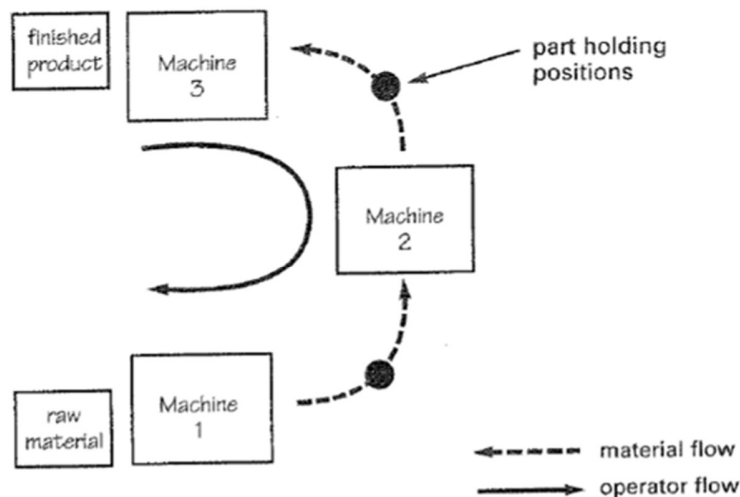 finished
product
Machine
3
part holding
positions
Machine
2
Machine
1
raw
material
material flow
operator flow